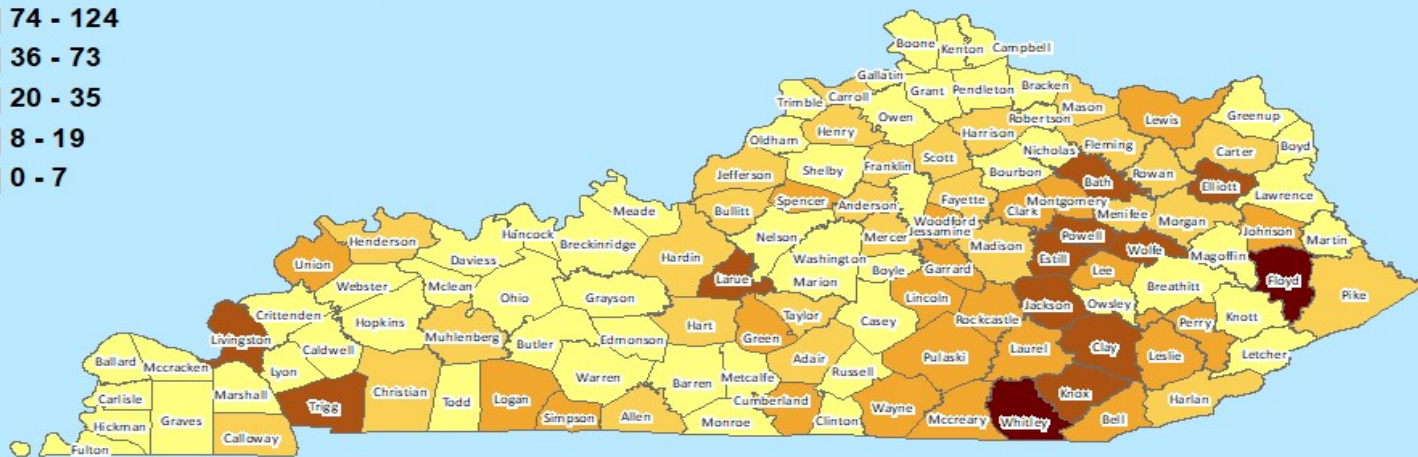 74 - 124
36 - 73
20 - 35
8 - 19
0 - 7
Boone
Kenton
Campbell
Gallatin
Grant
Pendleton
Bracken
Trimble
Carroll
Owen
Robertson
Mason
Lewis
Greenup
Oldham
Henry
Harrison
Nicholas
Fleming
Carter
Boyd
Jefferson
Shelby
Franklin
Scott
Bourbon
Bath
Rowan
Elliott
Lawrence
Bullitt
Spencer
Anderson
Woodford
Fayette
Clark
Montgomery
Menifee
Morgan
Johnson
Martin
Meade
Hancock
Breckinridge
Hardin
Nelson
Larue
Washington
Mercer
Jessamine
Madison
Estill
Powell
Wolfe
Magoffin
Floyd
Pike
Henderson
Union
Daviess
Webster
Mclean
Ohio
Grayson
Marion
Boyle
Garrard
Lincoln
Rockcastle
Jackson
Lee
Owsley
Breathitt
Knott
Perry
Letcher
Crittenden
Livingston
Hopkins
Muhlenberg
Butler
Edmonson
Hart
Green
Taylor
Casey
Adair
Russell
Pulaski
Laurel
Clay
Leslie
Harlan
Ballard
Mccracken
Lyon
Caldwell
Marshall
Carlisle
Graves
Hickman
Fulton
Calloway
Trigg
Christian
Todd
Logan
Simpson
Warren
Allen
Barren
Metcalfe
Monroe
Cumberland
Clinton
Wayne
Mccreary
Whitley
Knox
Bell